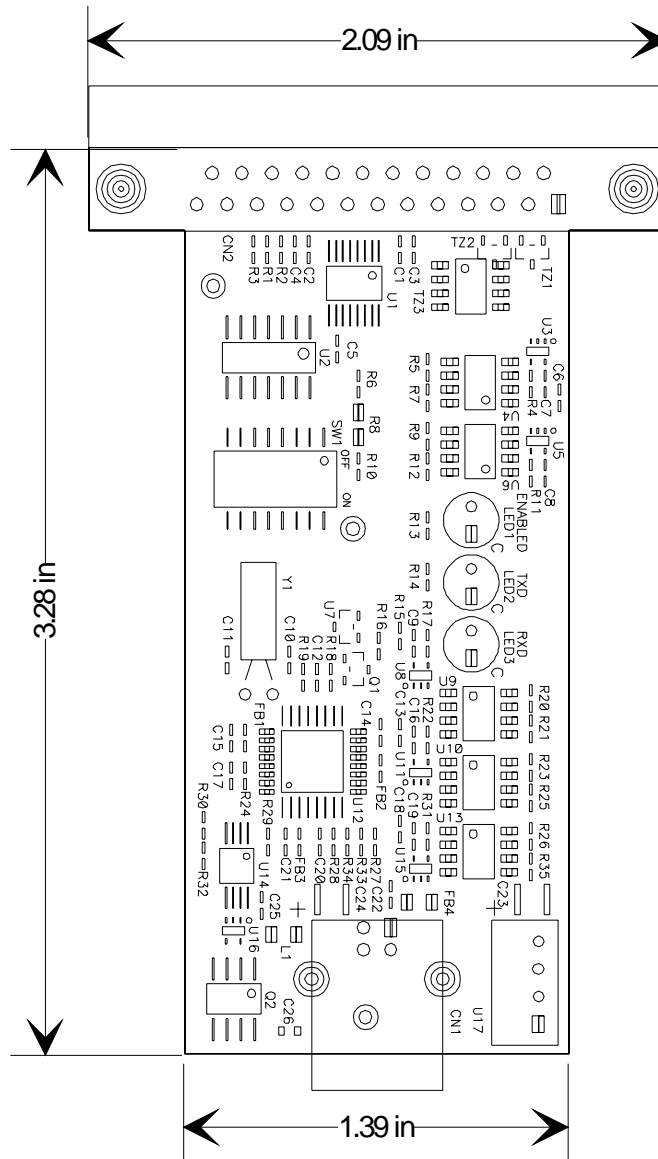 2.09 in
3.28 in
CN2
R3
R1
R2
C4
C2
U1
C1
C3
TZ3
TZ2
TZ1
U2
C5
R5
R7
U3
R4
C7
C6
R6
R8
R10
SW1
OFF
ON
R9
R12
U4
U5
U6
R11
C8
R13
ENABLED
LED1
C
R14
TXD
LED2
C
RXD
LED3
C
Y1
C11
C10
U7
R19
C12
R18
R16
Q1
R15
C9
R17
U8
U9
FB1
C14
C13
C16
R22
R20
R21
C15
C17
U10
U11
R23
R25
R30
R24
R29
U12
FB2
C18
C19
R31
U13
R26
R35
R32
U14
C21
FB3
C20
R28
R34
R33
R27
U15
C25
+
C24
C22
FB4
C23
+
U16
L1
Q2
C26
CN1
U17
1.39 in